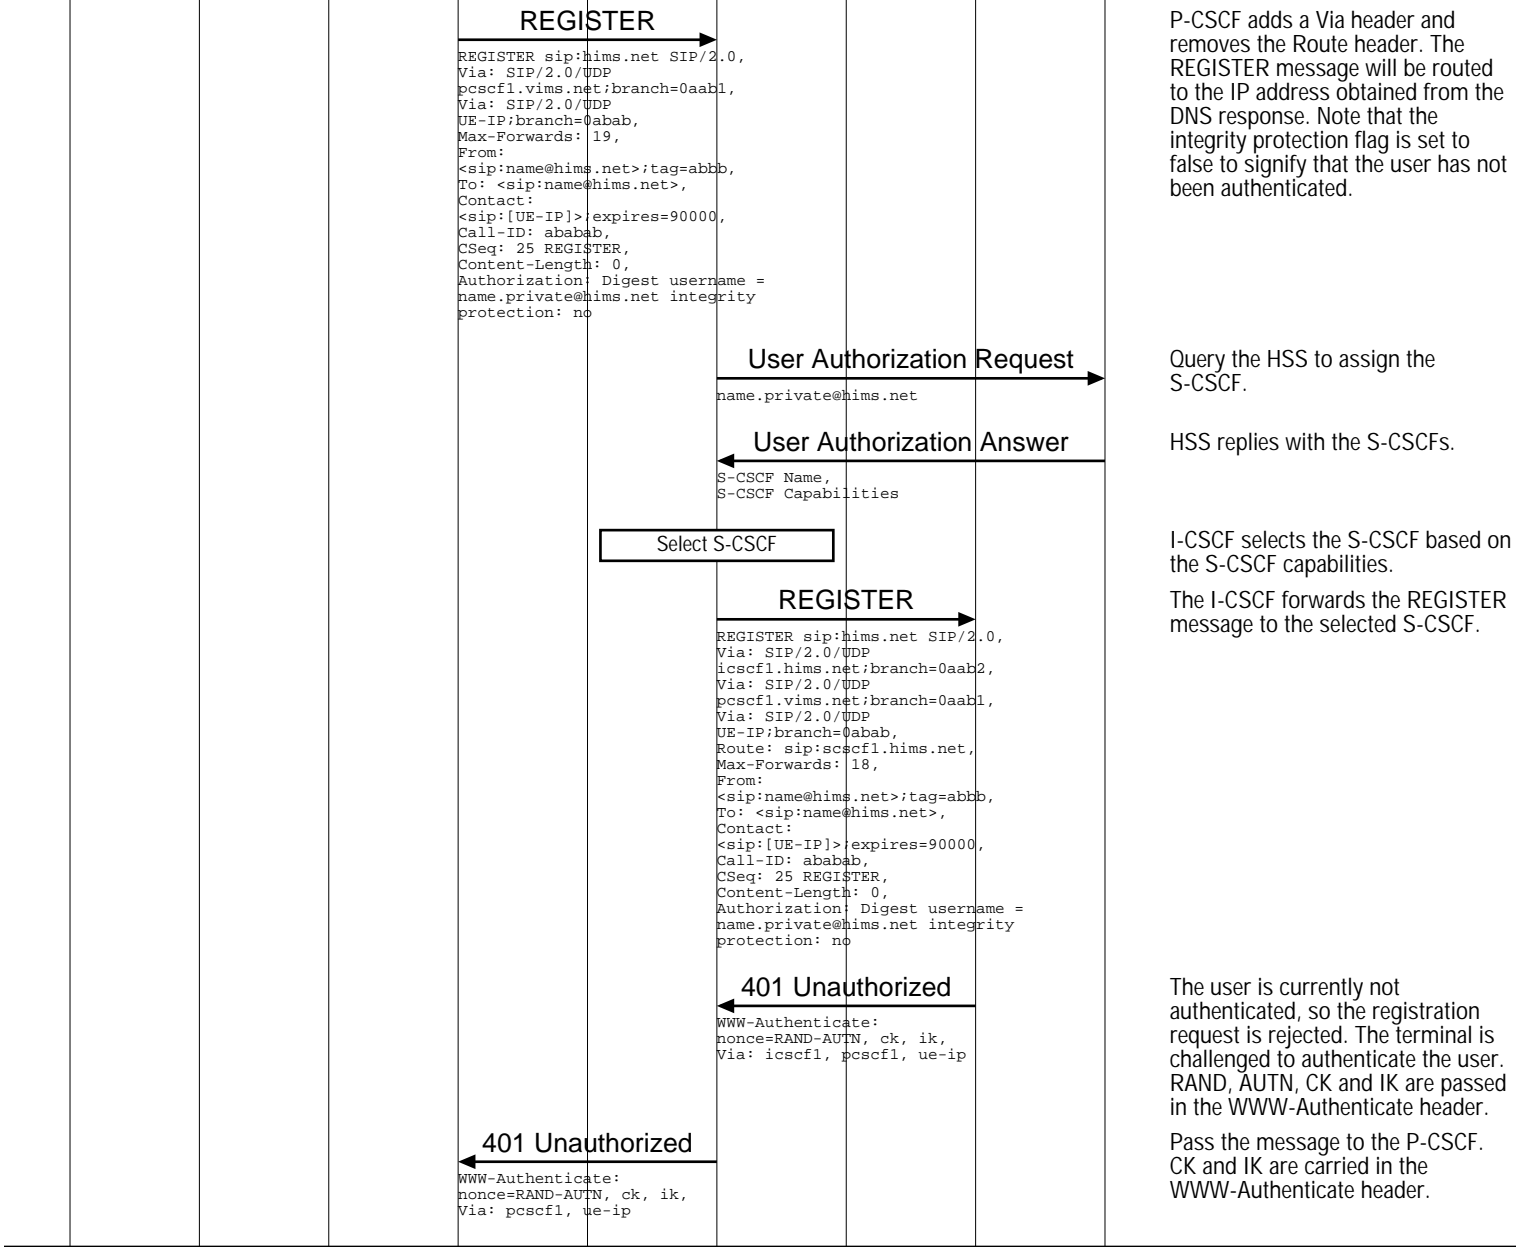 REGISTER
REGISTER sip:hims.net SIP/2.0,
Via: SIP/2.0/UDP
pcscf1.vims.net;branch=0aab1,
Via: SIP/2.0/UDP
UE-IP;branch=0abab,
Max-Forwards: 19,
From:
<sip:name@hims.net>;tag=abbb,
To: <sip:name@hims.net>,
Contact:
<sip:[UE-IP]>;expires=90000,
Call-ID: ababab,
CSeq: 25 REGISTER,
Content-Length: 0,
Authorization: Digest username =
name.private@hims.net integrity
protection: no
P-CSCF adds a Via header and
removes the Route header. The
REGISTER message will be routed
to the IP address obtained from the
DNS response. Note that the
integrity protection flag is set to
false to signify that the user has not
been authenticated.
User Authorization Request
name.private@hims.net
Query the HSS to assign the
S-CSCF.
User Authorization Answer
S-CSCF Name,
S-CSCF Capabilities
HSS replies with the S-CSCFs.
Select S-CSCF
I-CSCF selects the S-CSCF based on
the S-CSCF capabilities.
REGISTER
REGISTER sip:hims.net SIP/2.0,
Via: SIP/2.0/UDP
icscf1.hims.net;branch=0aab2,
Via: SIP/2.0/UDP
pcscf1.vims.net;branch=0aab1,
Via: SIP/2.0/UDP
UE-IP;branch=0abab,
Route: sip:scscf1.hims.net,
Max-Forwards: 18,
From:
<sip:name@hims.net>;tag=abbb,
To: <sip:name@hims.net>,
Contact:
<sip:[UE-IP]>;expires=90000,
Call-ID: ababab,
CSeq: 25 REGISTER,
Content-Length: 0,
Authorization: Digest username =
name.private@hims.net integrity
protection: no
The I-CSCF forwards the REGISTER
message to the selected S-CSCF.
401 Unauthorized
WWW-Authenticate:
nonce=RAND-AUTN, ck, ik,
Via: icscf1, pcscf1, ue-ip
The user is currently not
authenticated, so the registration
request is rejected. The terminal is
challenged to authenticate the user.
RAND, AUTN, CK and IK are passed
in the WWW-Authenticate header.
401 Unauthorized
WWW-Authenticate:
nonce=RAND-AUTN, ck, ik,
Via: pcscf1, ue-ip
Pass the message to the P-CSCF.
CK and IK are carried in the
WWW-Authenticate header.